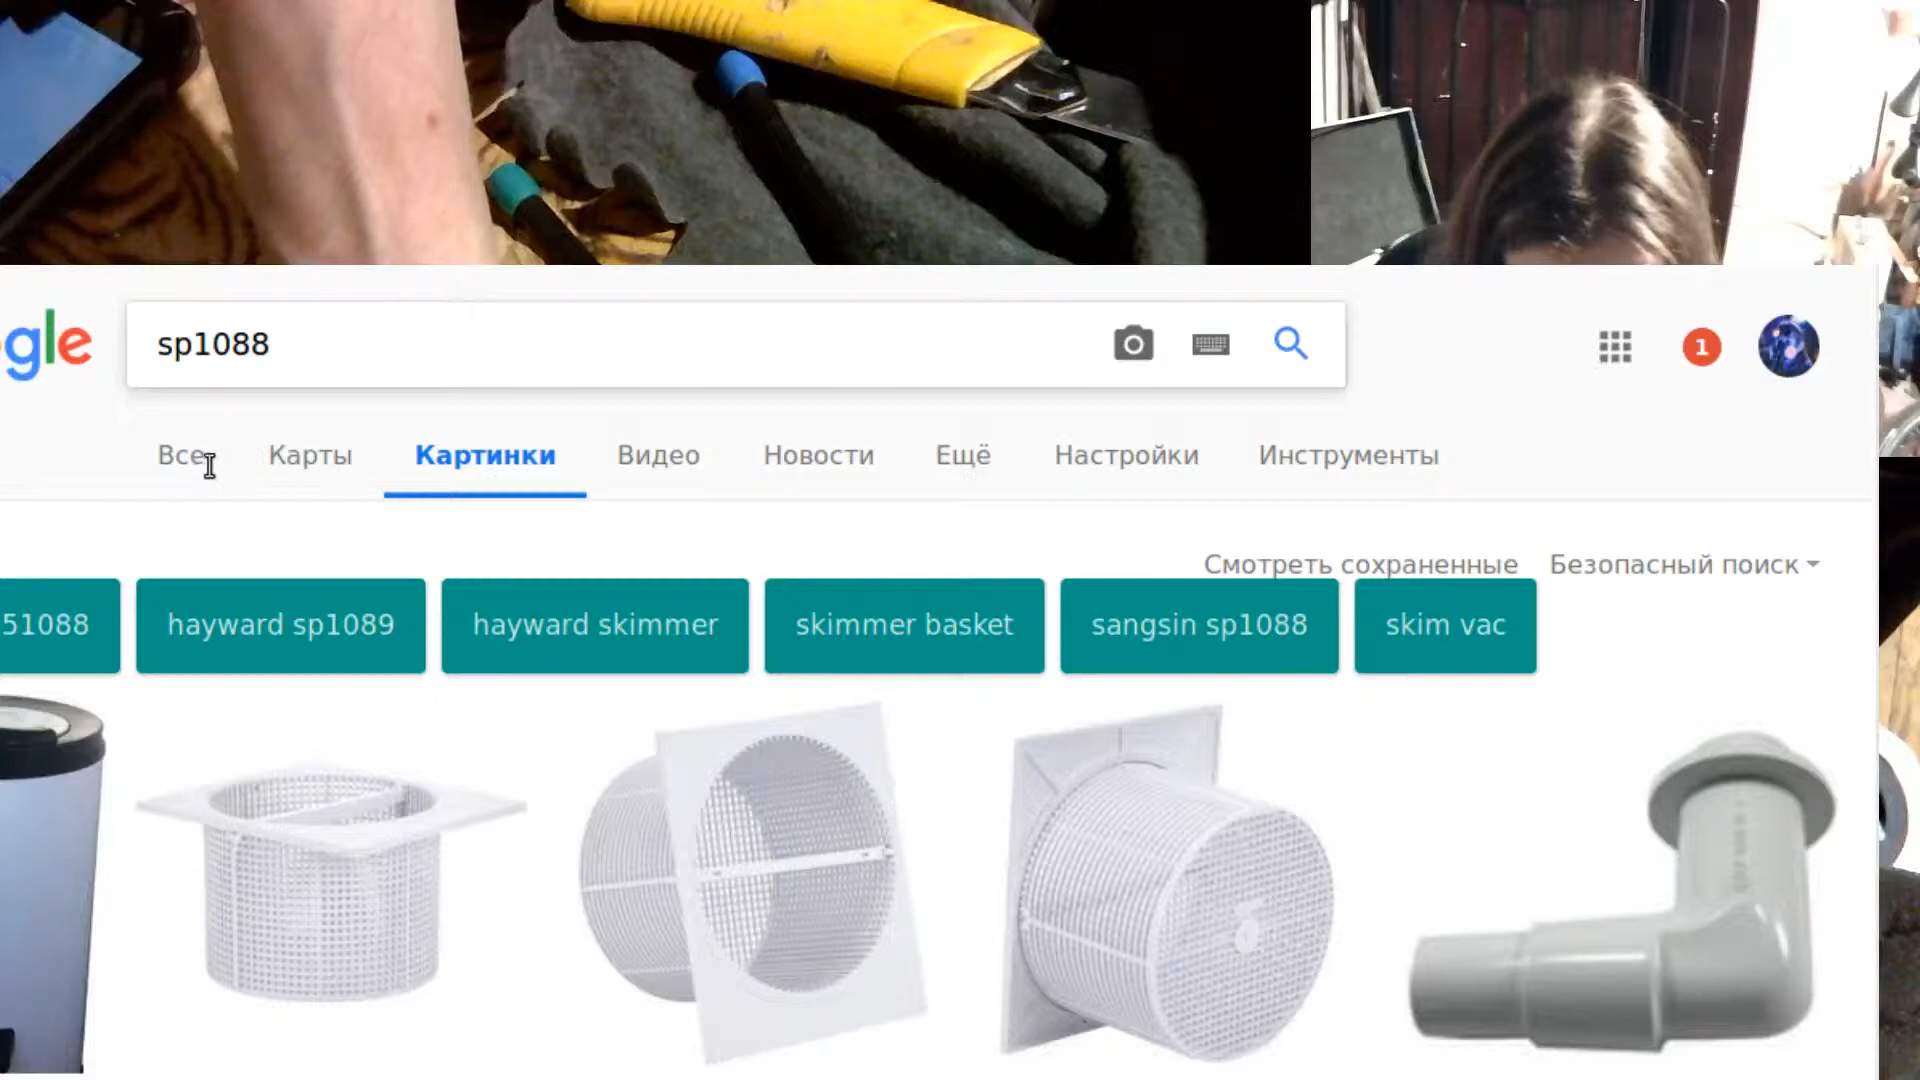 gle
sp1088
1
Все Карты Картинки Видео Новости Ещё Настройки Инструменты
Смотреть сохраненные Безопасный поиск
51088 hayward sp1089 hayward skimmer skimmer basket sangsin sp1088 skim vac